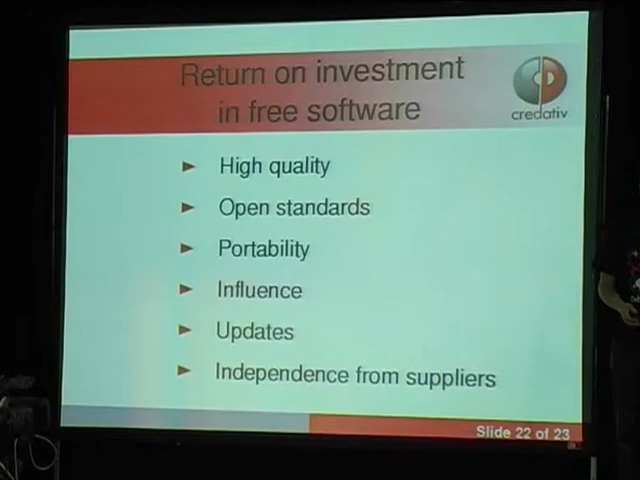 Return on investment
in free software
credativ
High quality
Open standards
Portability
Influence
Updates
Independence from suppliers
Slide 22 of 23